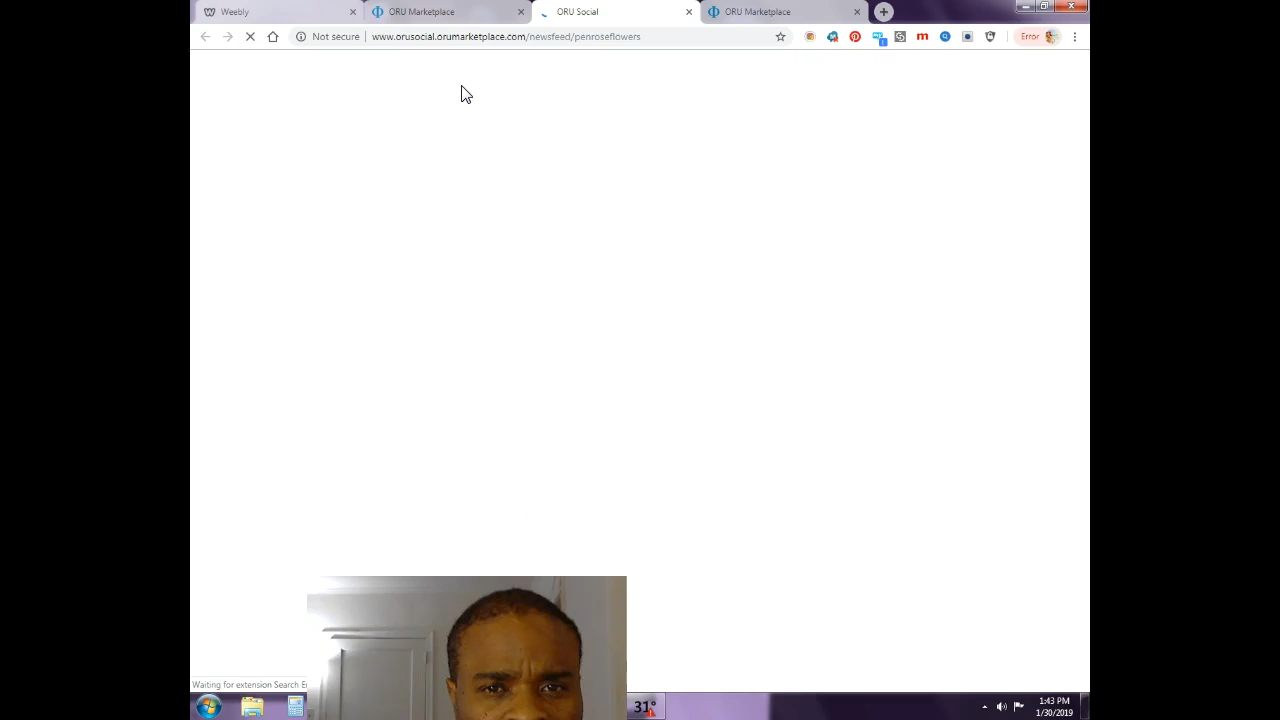 Weebly
ORU Marketplace
ORU Social
ORU Marketplace
Not secure
www.orusocial.orumarketplace.com/newsfeed/penroseflowers
Error
Waiting for extension Search E
31°
1:43 PM
1/30/2019